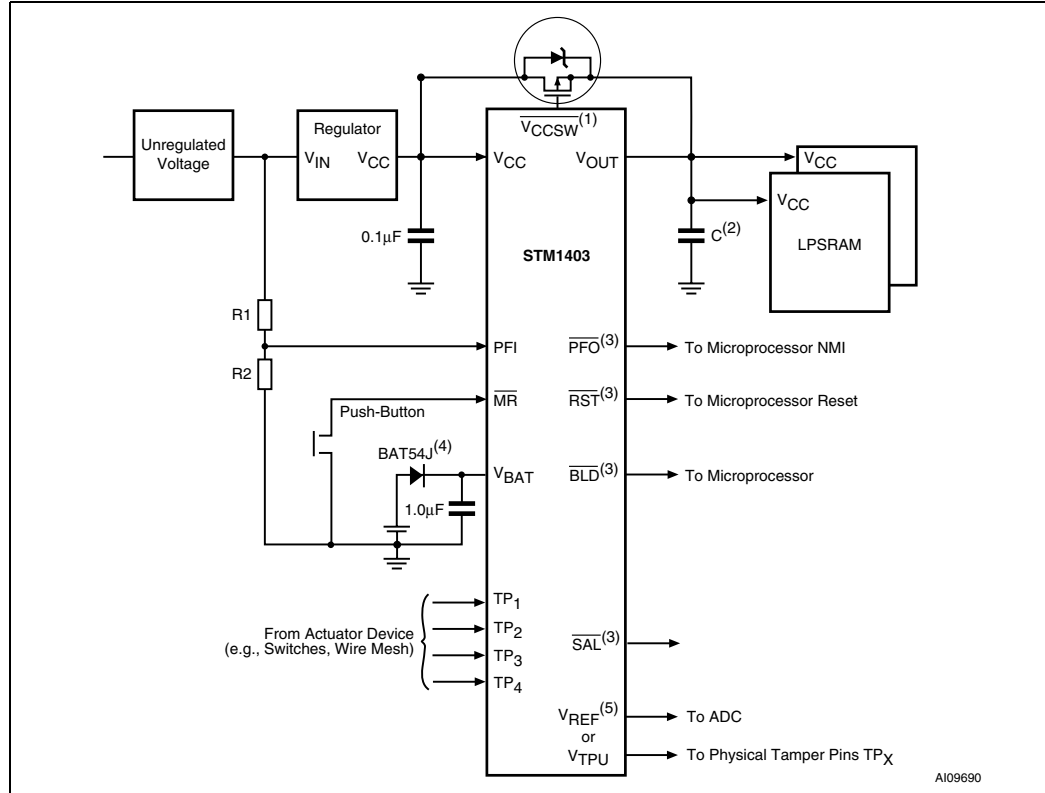 Unregulated
Voltage
Regulator
VIN
VCC
VCCSW(1)
VCC
VOUT
VCC
VCC
LPSRAM
0.1µF
C(2)
STM1403
R1
R2
PFI
PFO(3)
To Microprocessor NMI
MR
RST(3)
To Microprocessor Reset
Push-Button
BAT54J(4)
VBAT
BLD(3)
To Microprocessor
1.0µF
From Actuator Device
(e.g., Switches, Wire Mesh)
TP1
TP2
TP3
TP4
SAL(3)
VREF(5)
To ADC
or
VTPU
To Physical Tamper Pins TPX
AI09690